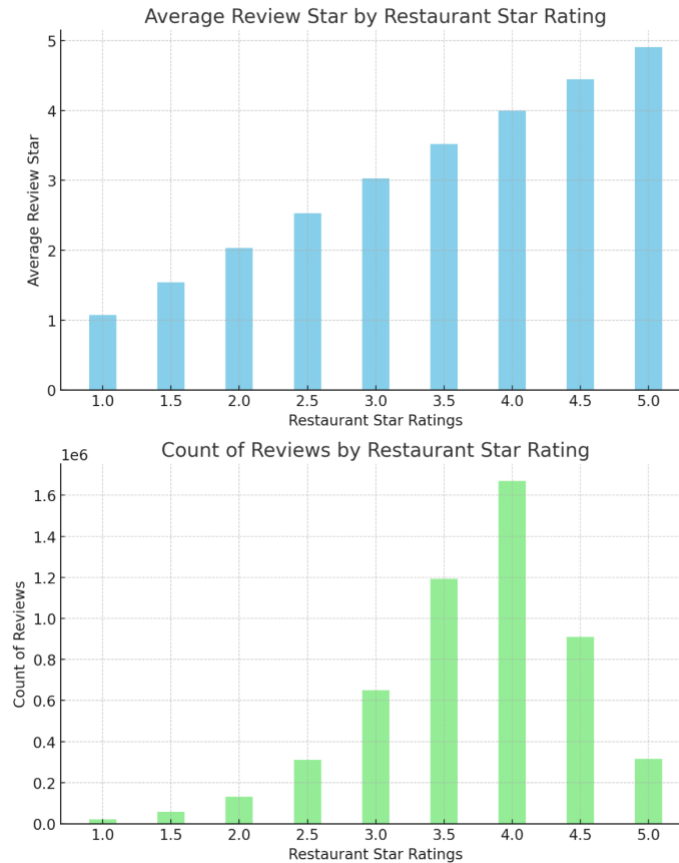 Average Review Star by Restaurant Star Rating
5
4
3
2
1
0
Average Review Star
1.0 1.5 2.0 2.5 3.0 3.5 4.0 4.5 5.0
Restaurant Star Ratings
Count of Reviews by Restaurant Star Rating
1e6
1.6
1.4
1.2
1.0
0.8
0.6
0.4
0.2
0.0
Count of Reviews
1.0 1.5 2.0 2.5 3.0 3.5 4.0 4.5 5.0
Restaurant Star Ratings